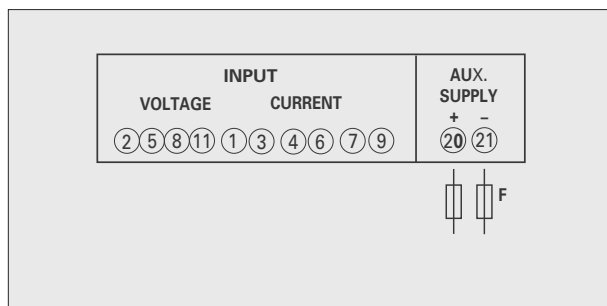 INPUT
VOLTAGE CURRENT
2 5 8 11 1 3 4 6 7 9
AUX.
SUPPLY
+ –
20 21
F